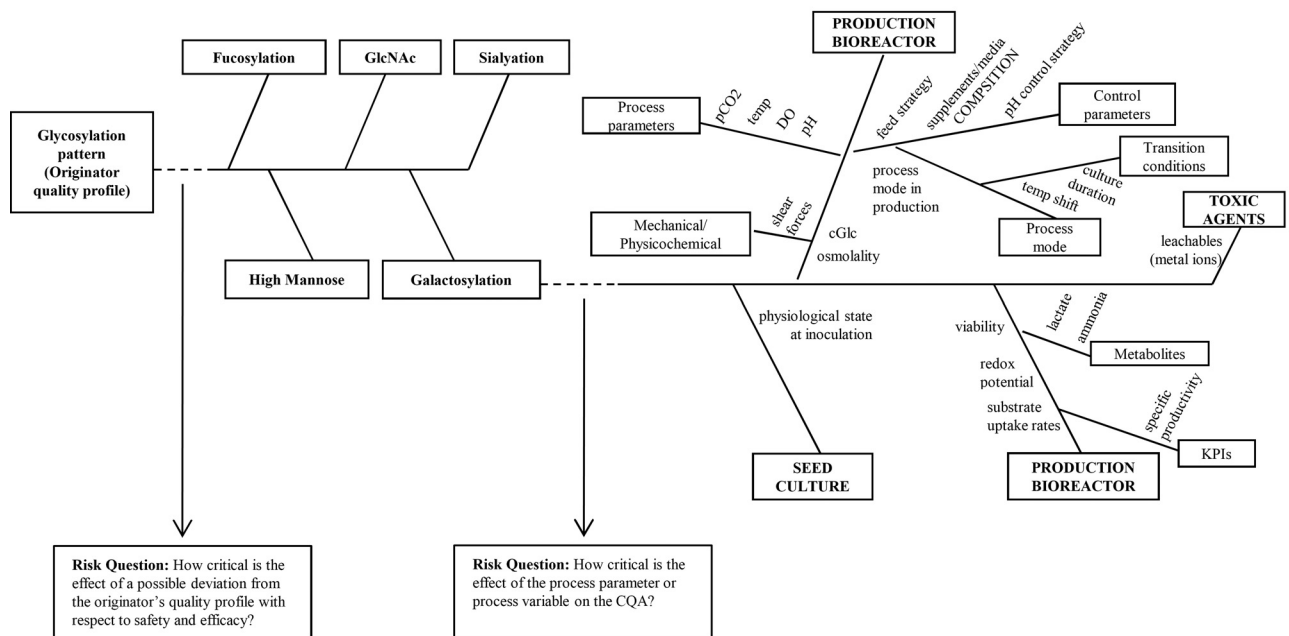 PRODUCTION
BIOREACTOR
Fucosylation
GlcNAc
Sialyation
Glycosylation
pattern
(Originator
quality profile)
High Mannose
Galactosylation
Process
parameters
pCO2
temp
DO
pH
feed strategy
supplements/media
COMPSITION
pH control strategy
Control
parameters
Transition
conditions
process
mode in
production
culture
duration
temp shift
Process
mode
TOXIC
AGENTS
leachables
(metal ions)
Mechanical/
Physicochemical
shear
forces
cGlc
osmolality
physiological state
at inoculation
SEED
CULTURE
viability
redox
potential
substrate
uptake rates
lactate
ammonia
Metabolites
specific
productivity
KPIs
PRODUCTION
BIOREACTOR
Risk Question: How critical is the
effect of a possible deviation from
the originator’s quality profile with
respect to safety and efficacy?
Risk Question: How critical is the
effect of the process parameter or
process variable on the CQA?